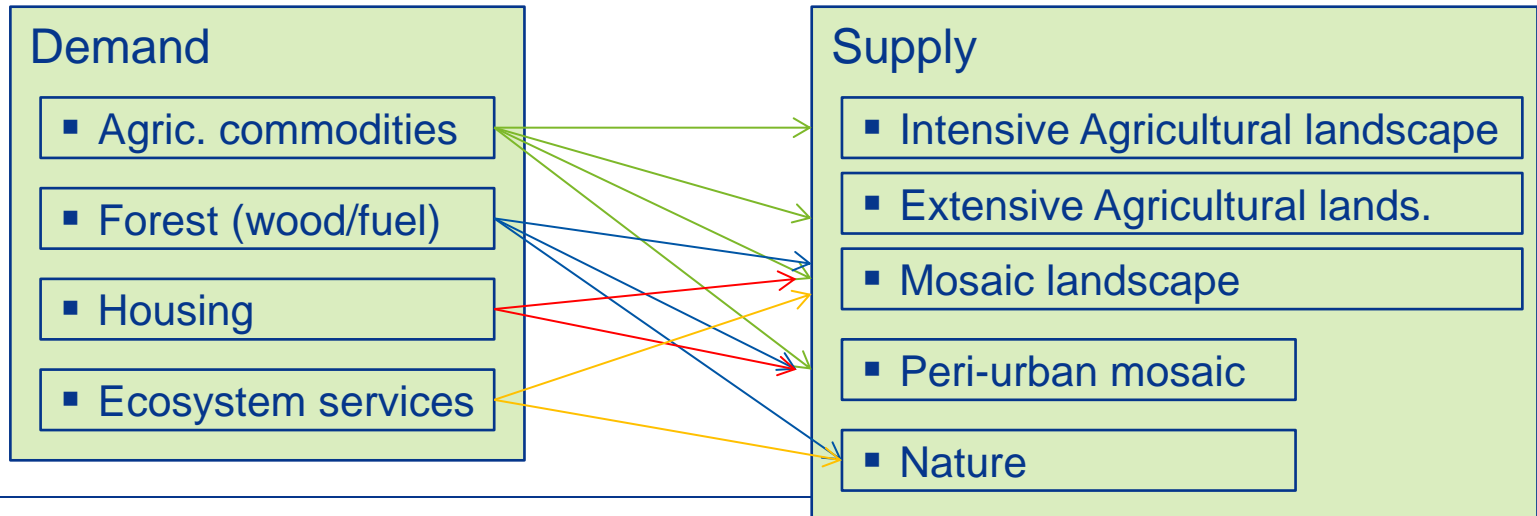 Demand
▪ Agric. commodities
▪ Forest (wood/fuel)
▪ Housing
▪ Ecosystem services
Supply
▪ Intensive Agricultural landscape
▪ Extensive Agricultural lands.
▪ Mosaic landscape
▪ Peri-urban mosaic
▪ Nature